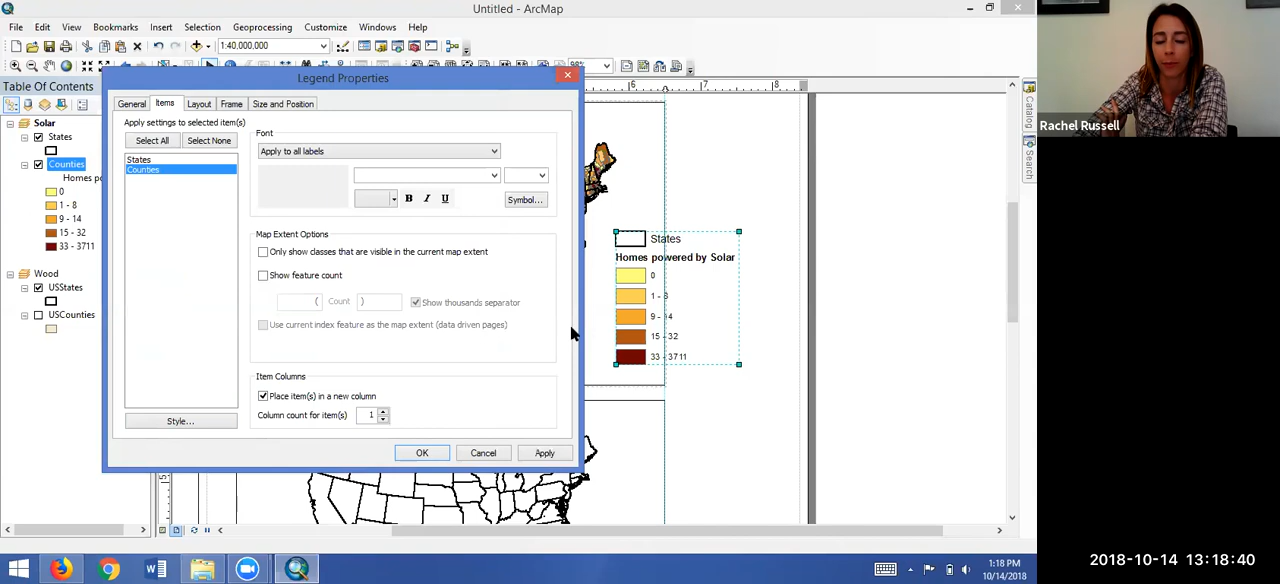 Untitled - ArcMap
File Edit View Bookmarks Insert Selection Geoprocessing Customize Windows Help
1:40,000,000
98%
Table Of Contents
Solar
States
Counties
Homes po
0
1 - 8
9 - 14
15 - 32
33 - 3711
Wood
USStates
USCounties
Legend Properties
General Items Layout Frame Size and Position
Apply settings to selected item(s)
Select All Select None
States
Counties
Style...
Font
Apply to all labels
B I U
Symbol...
Map Extent Options
Only show classes that are visible in the current map extent
Show feature count
( Count ) Show thousands separator
Use current index feature as the map extent (data driven pages)
Item Columns
Place item(s) in a new column
Column count for item(s) 1
OK Cancel Apply
6 7 8
States
Homes powered by Solar
0
1 - 8
9 - 14
15 - 32
33 - 3711
Catalog
Search
Rachel Russell
1:18 PM
10/14/2018
2018-10-14 13:18:40